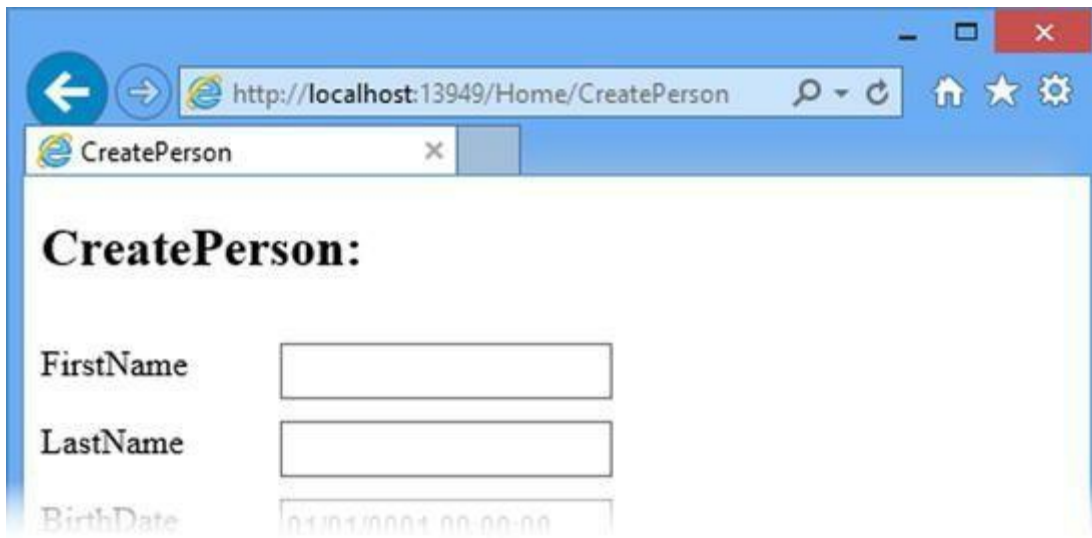 http://localhost:13949/Home/CreatePerson
CreatePerson
CreatePerson:
FirstName
LastName
BirthDate 01/01/0001 00:00:00